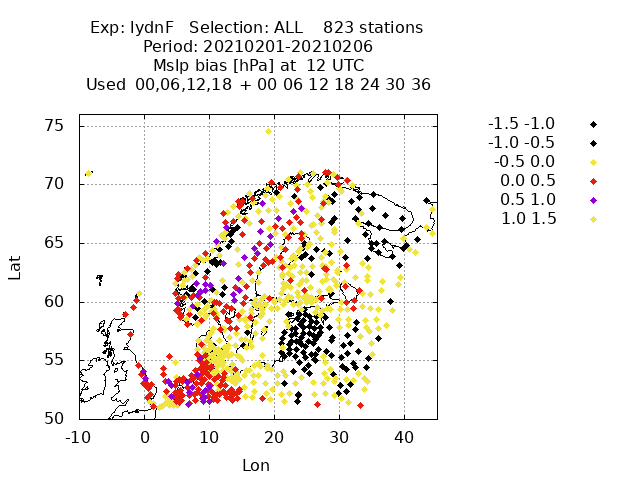 Exp: IydnF   Selection: ALL    823 stations
Period: 20210201-20210206
Mslp bias [hPa] at  12 UTC
Used  00,06,12,18 + 00 06 12 18 24 30 36
-1.5 -1.0
-1.0 -0.5
-0.5 0.0
0.0 0.5
0.5 1.0
1.0 1.5
75
70
65
60
55
50
Lat
-10 0 10 20 30 40
Lon